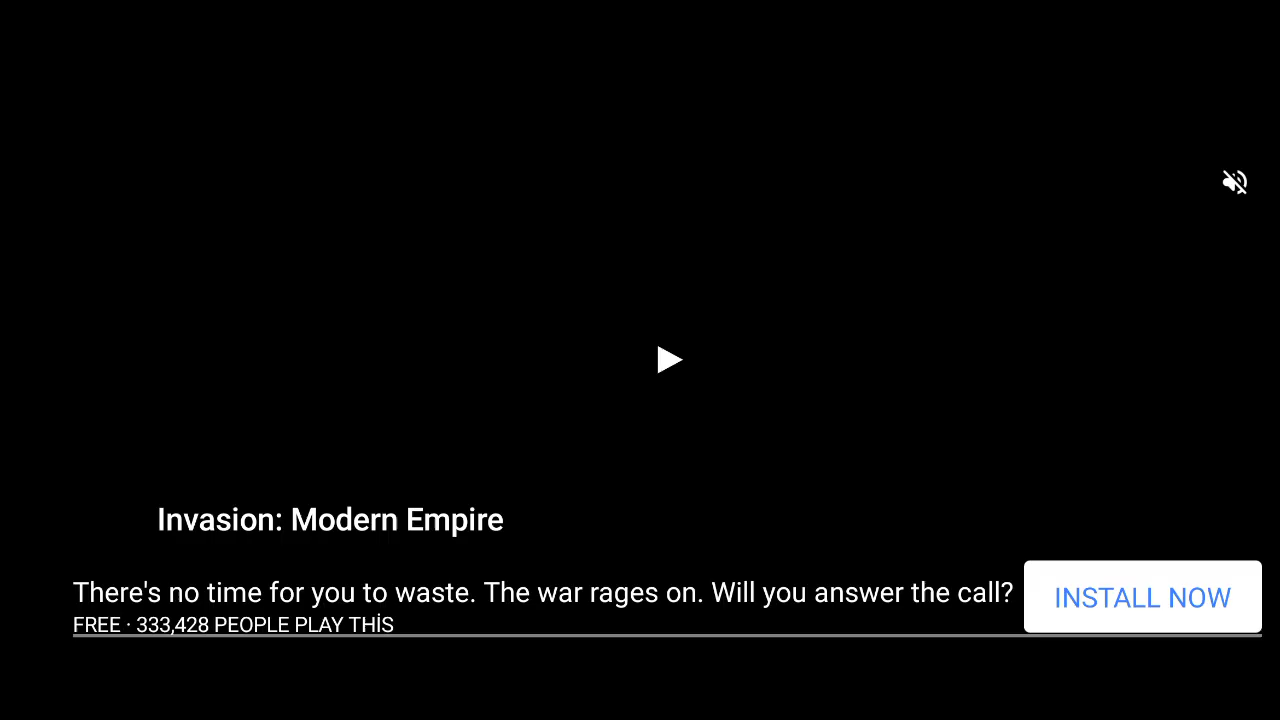 Invasion: Modern Empire
There's no time for you to waste. The war rages on. Will you answer the call?
INSTALL NOW
FREE · 333,428 PEOPLE PLAY THİS